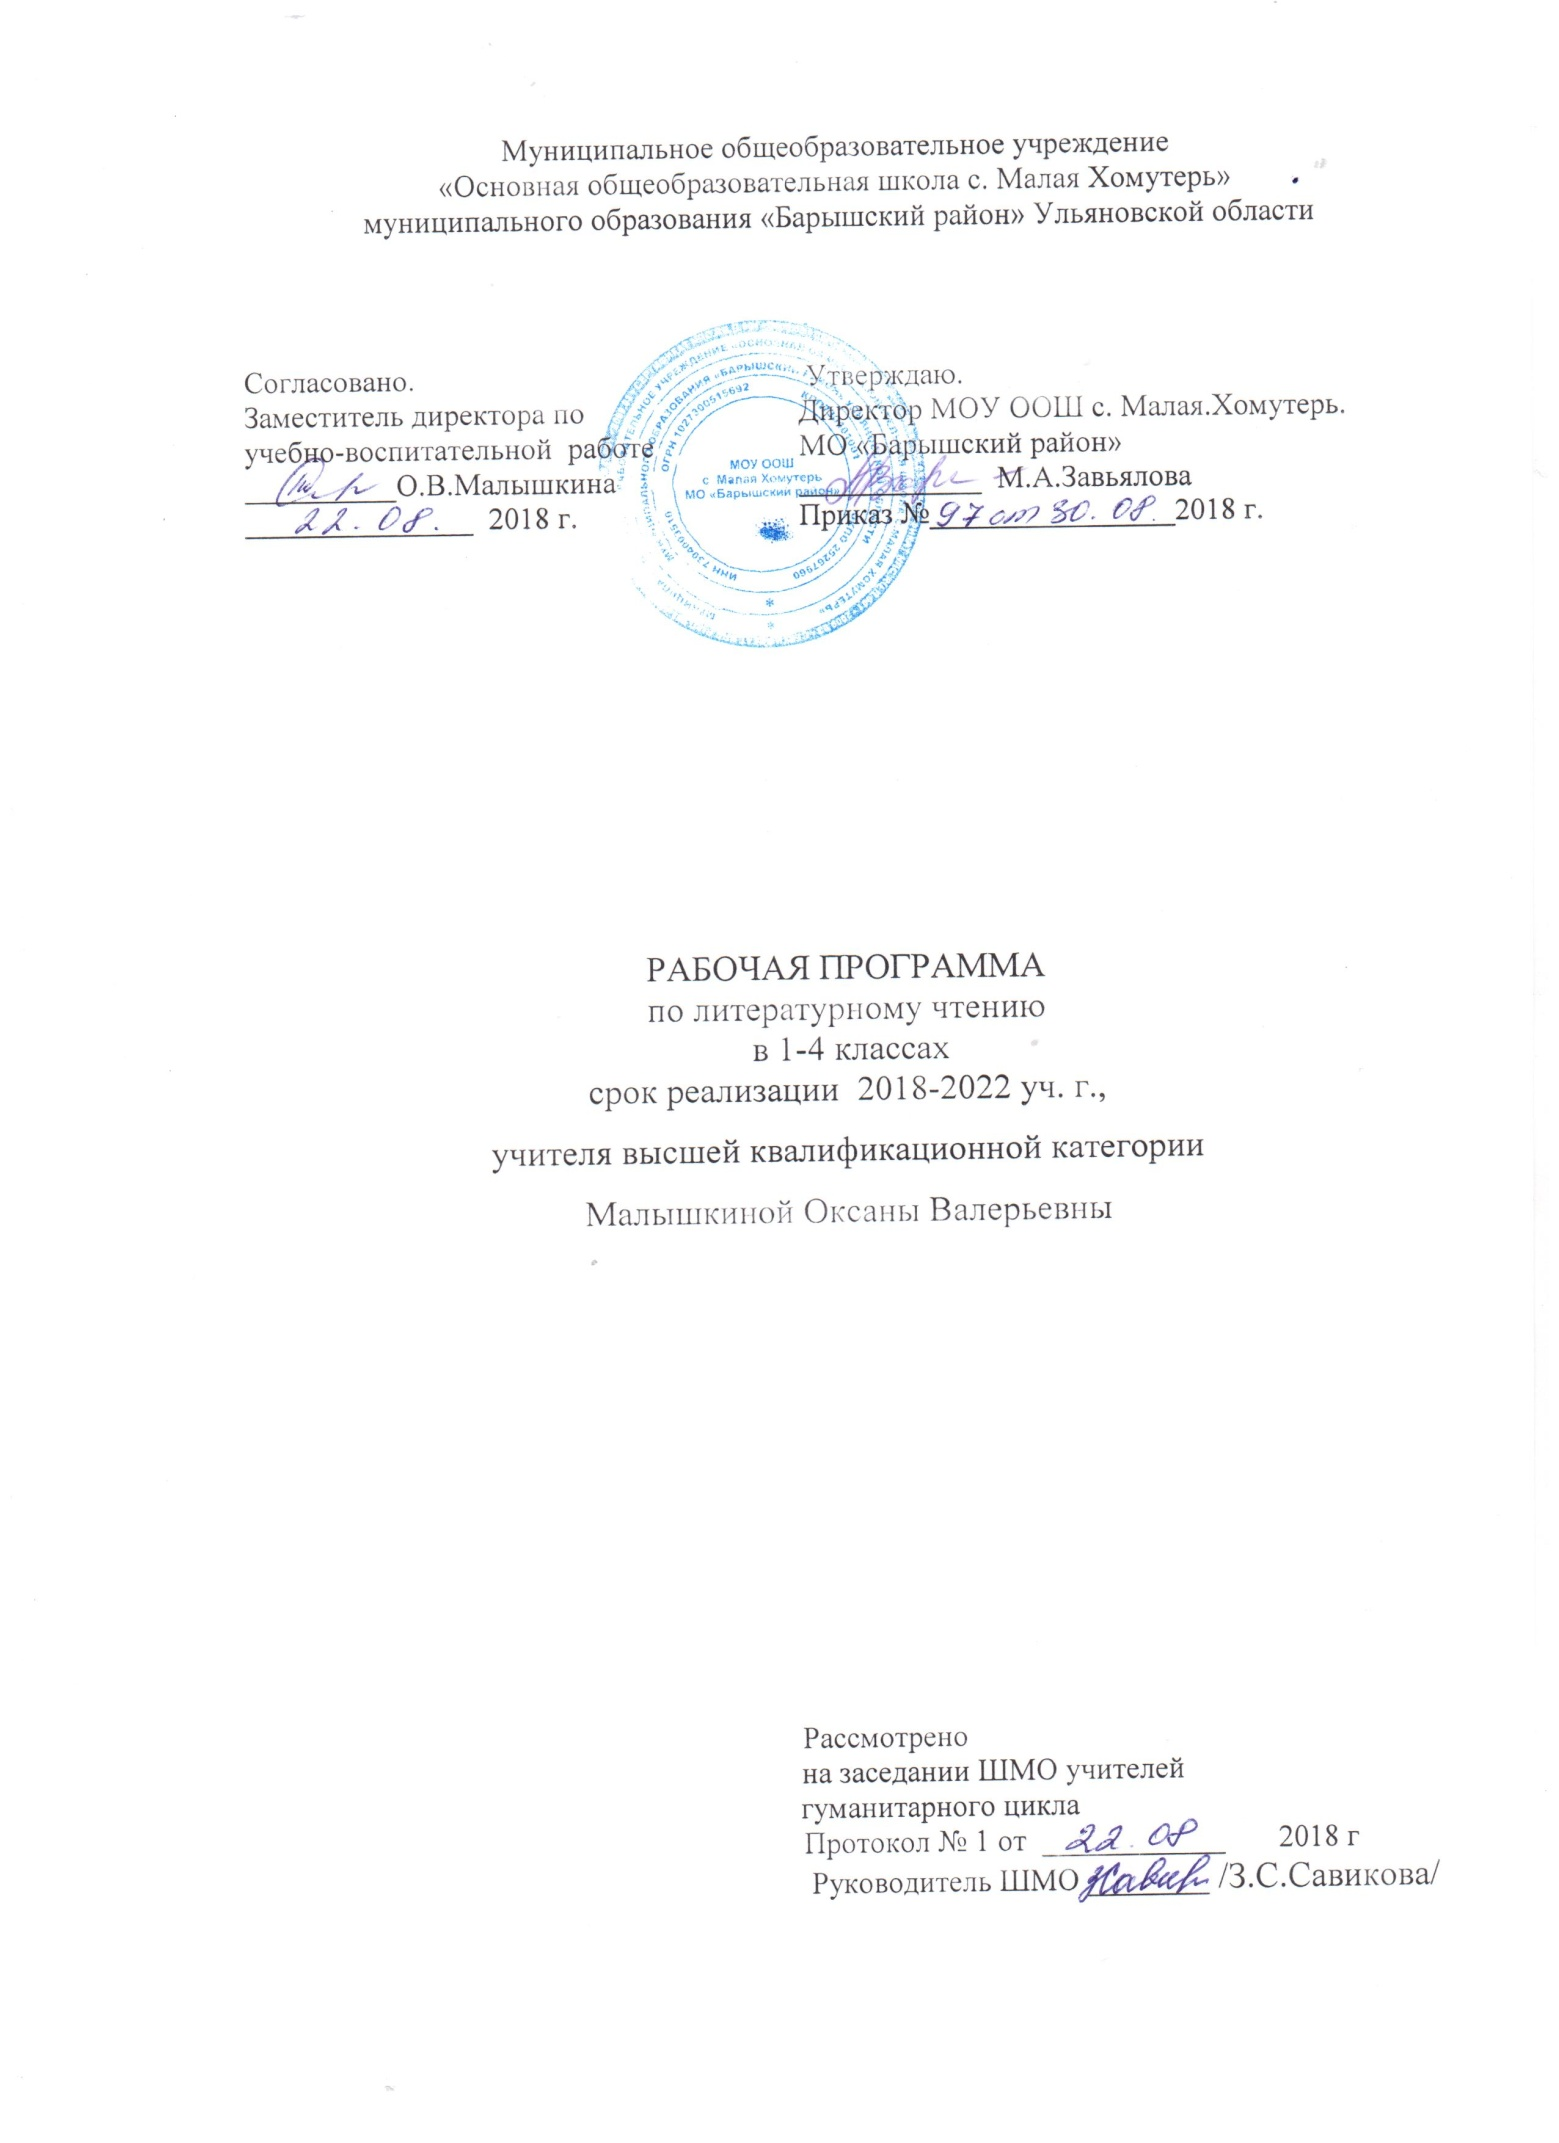 Муниципальное общеобразовательное учреждение
«Основная общеобразовательная школа с. Малая Хомутерь»
муниципального образования «Барышский район» Ульяновской области
Согласовано.
Заместитель директора по
учебно-воспитательной работе
О.В.Малышкина
22.08. 2018 г.
Утверждаю.
Директор МОУ ООШ с. Малая.Хомутерь.
МО «Барышский район»
М.А.Завьялова
Приказ № 97 от 30.08. 2018 г.
ОГРН 1027300515692
МОУ ООШ
с Малая Хомутерь
МО «Барышский район»
РАБОЧАЯ ПРОГРАММА
по литературному чтению
в 1-4 классах
срок реализации 2018-2022 уч. г.,
учителя высшей квалификационной категории
Малышкиной Оксаны Валерьевны
Рассмотрено
на заседании ШМО учителей
гуманитарного цикла
Протокол № 1 от 22.08 2018 г
Руководитель ШМО /З.С.Савикова/